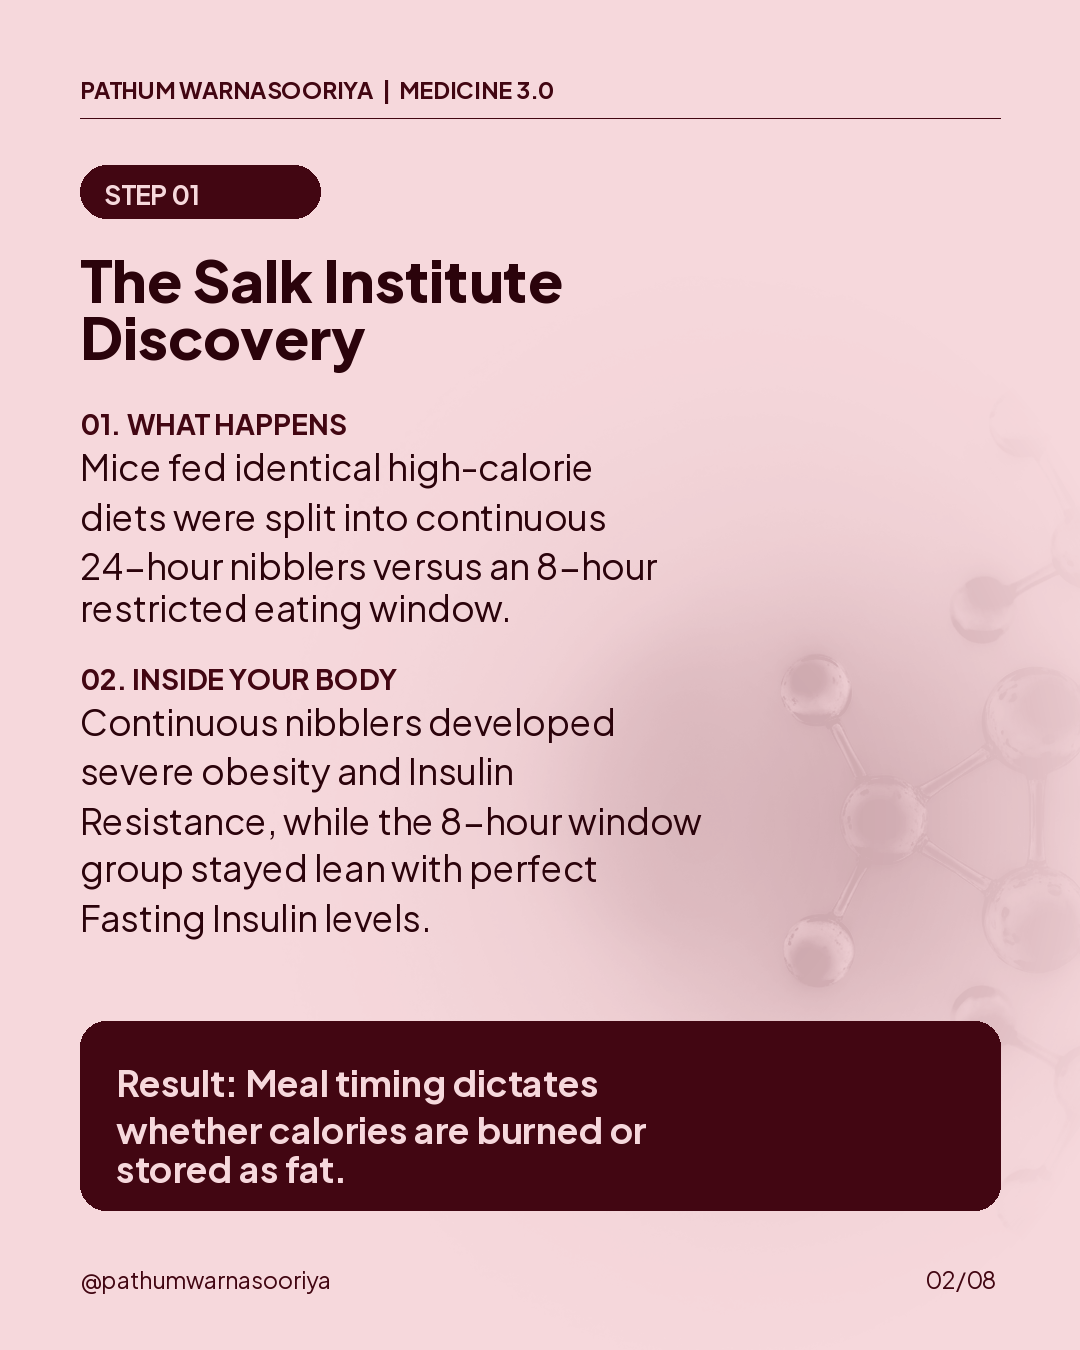 PATHUM WARNASOORIYA | MEDICINE 3.0
STEP 01
The Salk Institute
Discovery
01. WHAT HAPPENS
Mice fed identical high-calorie
diets were split into continuous
24–hour nibblers versus an 8–hour
restricted eating window.
02. INSIDE YOUR BODY
Continuous nibblers developed
severe obesity and Insulin
Resistance, while the 8–hour window
group stayed lean with perfect
Fasting Insulin levels.
Result: Meal timing dictates
whether calories are burned or
stored as fat.
@pathumwarnasooriya
02/08